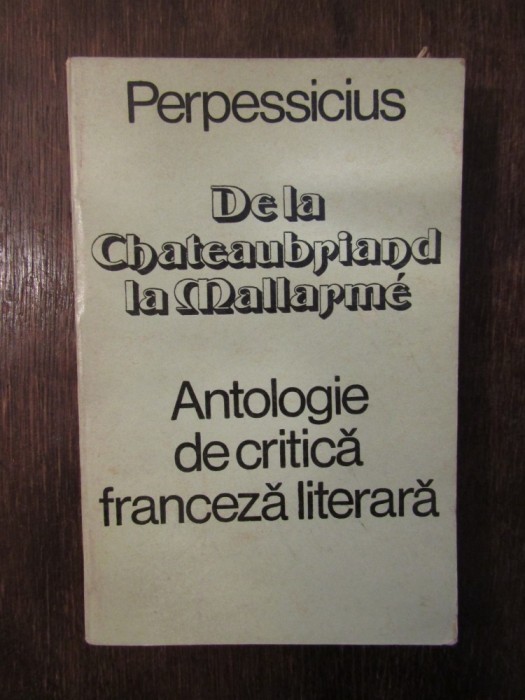 Perpessicius
De la
Chateaubriand
la Mallarmé
Antologie
de critică
franceză literară